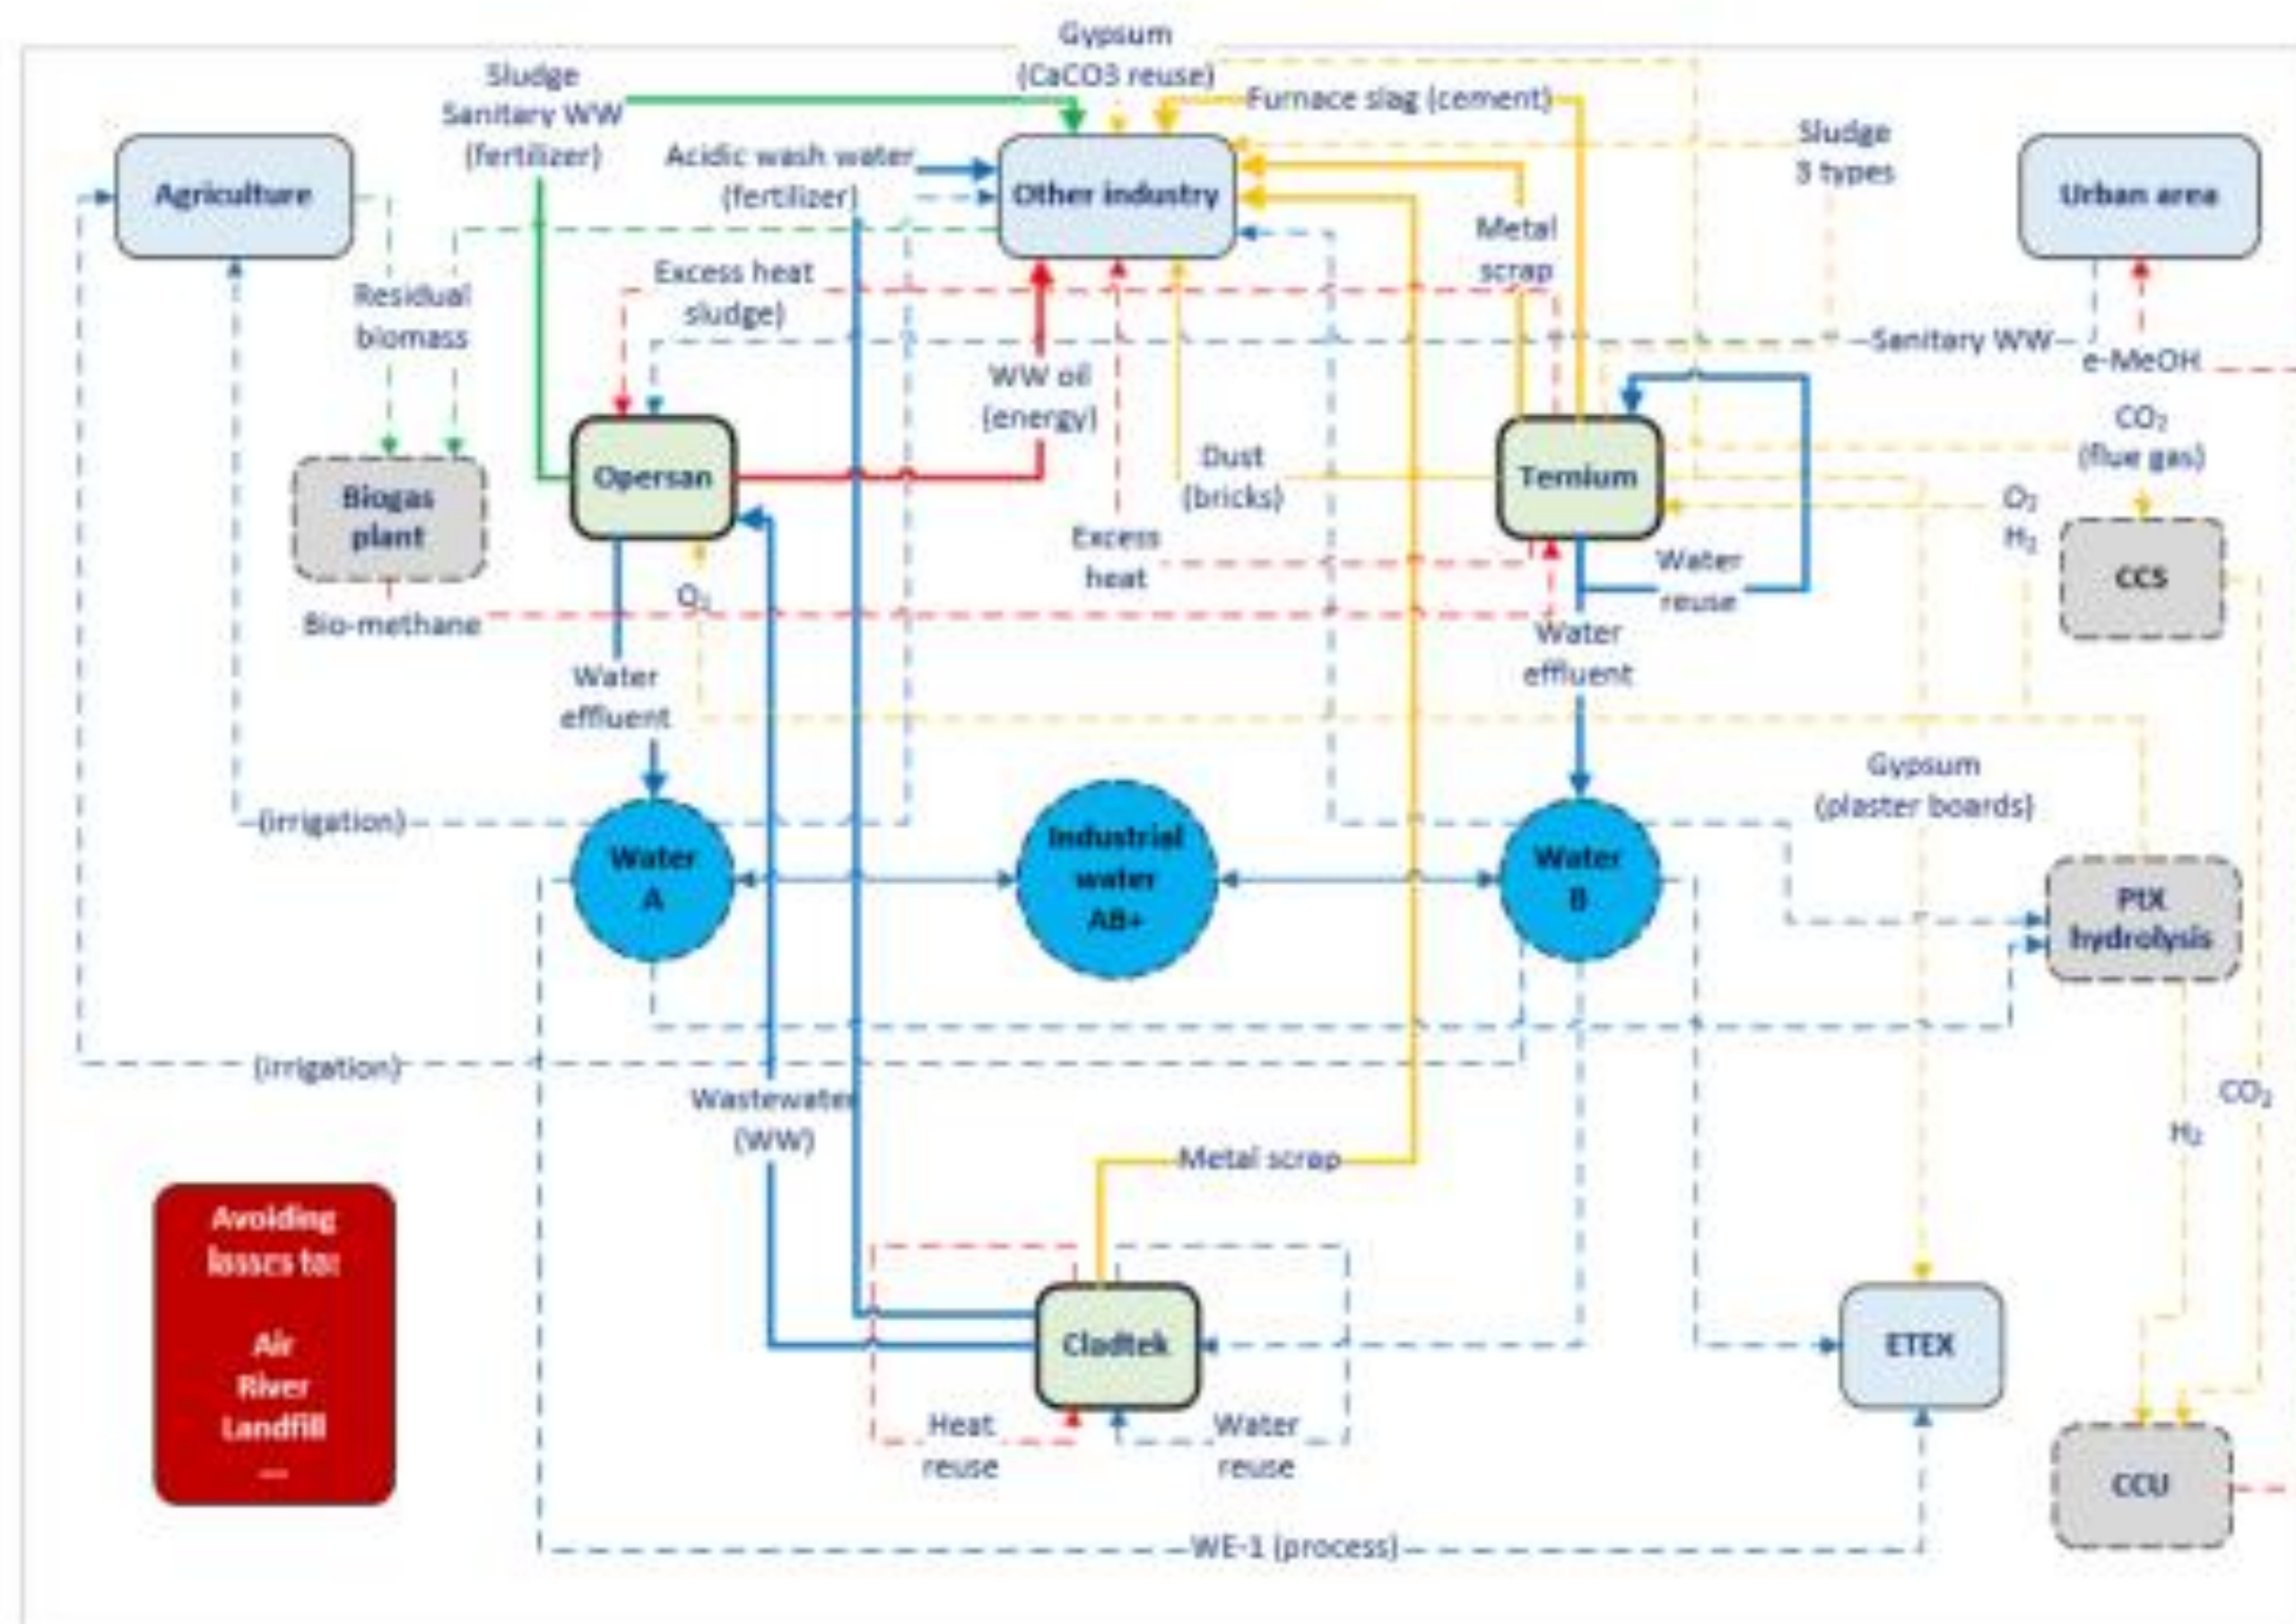 Gypsum
(CaCO3 reuse)
Sludge
Sanitary WW
(fertilizer)
Furnace slag (cement)
Acidic wash water
(fertilizer)
Sludge
3 types
Agriculture
Other industry
Urban area
Metal
scrap
Excess heat
sludge)
Residual
biomass
Sanitary WW
e-MeOH
WW oil
(energy)
CO₂
(flue gas)
Opersan
Dust
(bricks)
Ternium
O₂
H₂
Biogas
plant
Excess
heat
Water
reuse
CCS
O₂
Bio-methane
Water
effluent
Water
effluent
Gypsum
(plaster boards)
(irrigation)
Water
A
Industrial
water
AB+
Water
B
PtX
hydrolysis
(irrigation)
Wastewater
(WW)
CO₂
H₂
Metal scrap
Avoiding
losses to:
Air
River
Landfill
...
Cladtek
ETEX
Heat
reuse
Water
reuse
CCU
WE-1 (process)